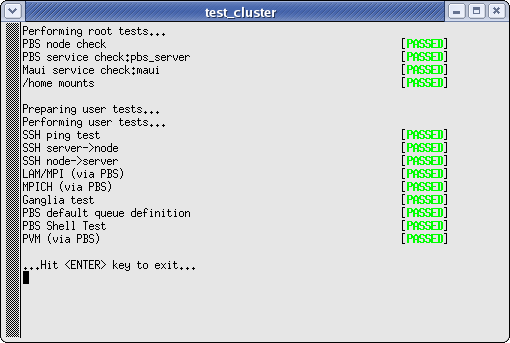 test_cluster
Performing root tests...
PBS node check [PASSED]
PBS service check:pbs_server [PASSED]
Maui service check:maui [PASSED]
/home mounts [PASSED]
Preparing user tests...
Performing user tests...
SSH ping test [PASSED]
SSH server->node [PASSED]
SSH node->server [PASSED]
LAM/MPI (via PBS) [PASSED]
MPICH (via PBS) [PASSED]
Ganglia test [PASSED]
PBS default queue definition [PASSED]
PBS Shell Test [PASSED]
PVM (via PBS) [PASSED]
...Hit <ENTER> key to exit...